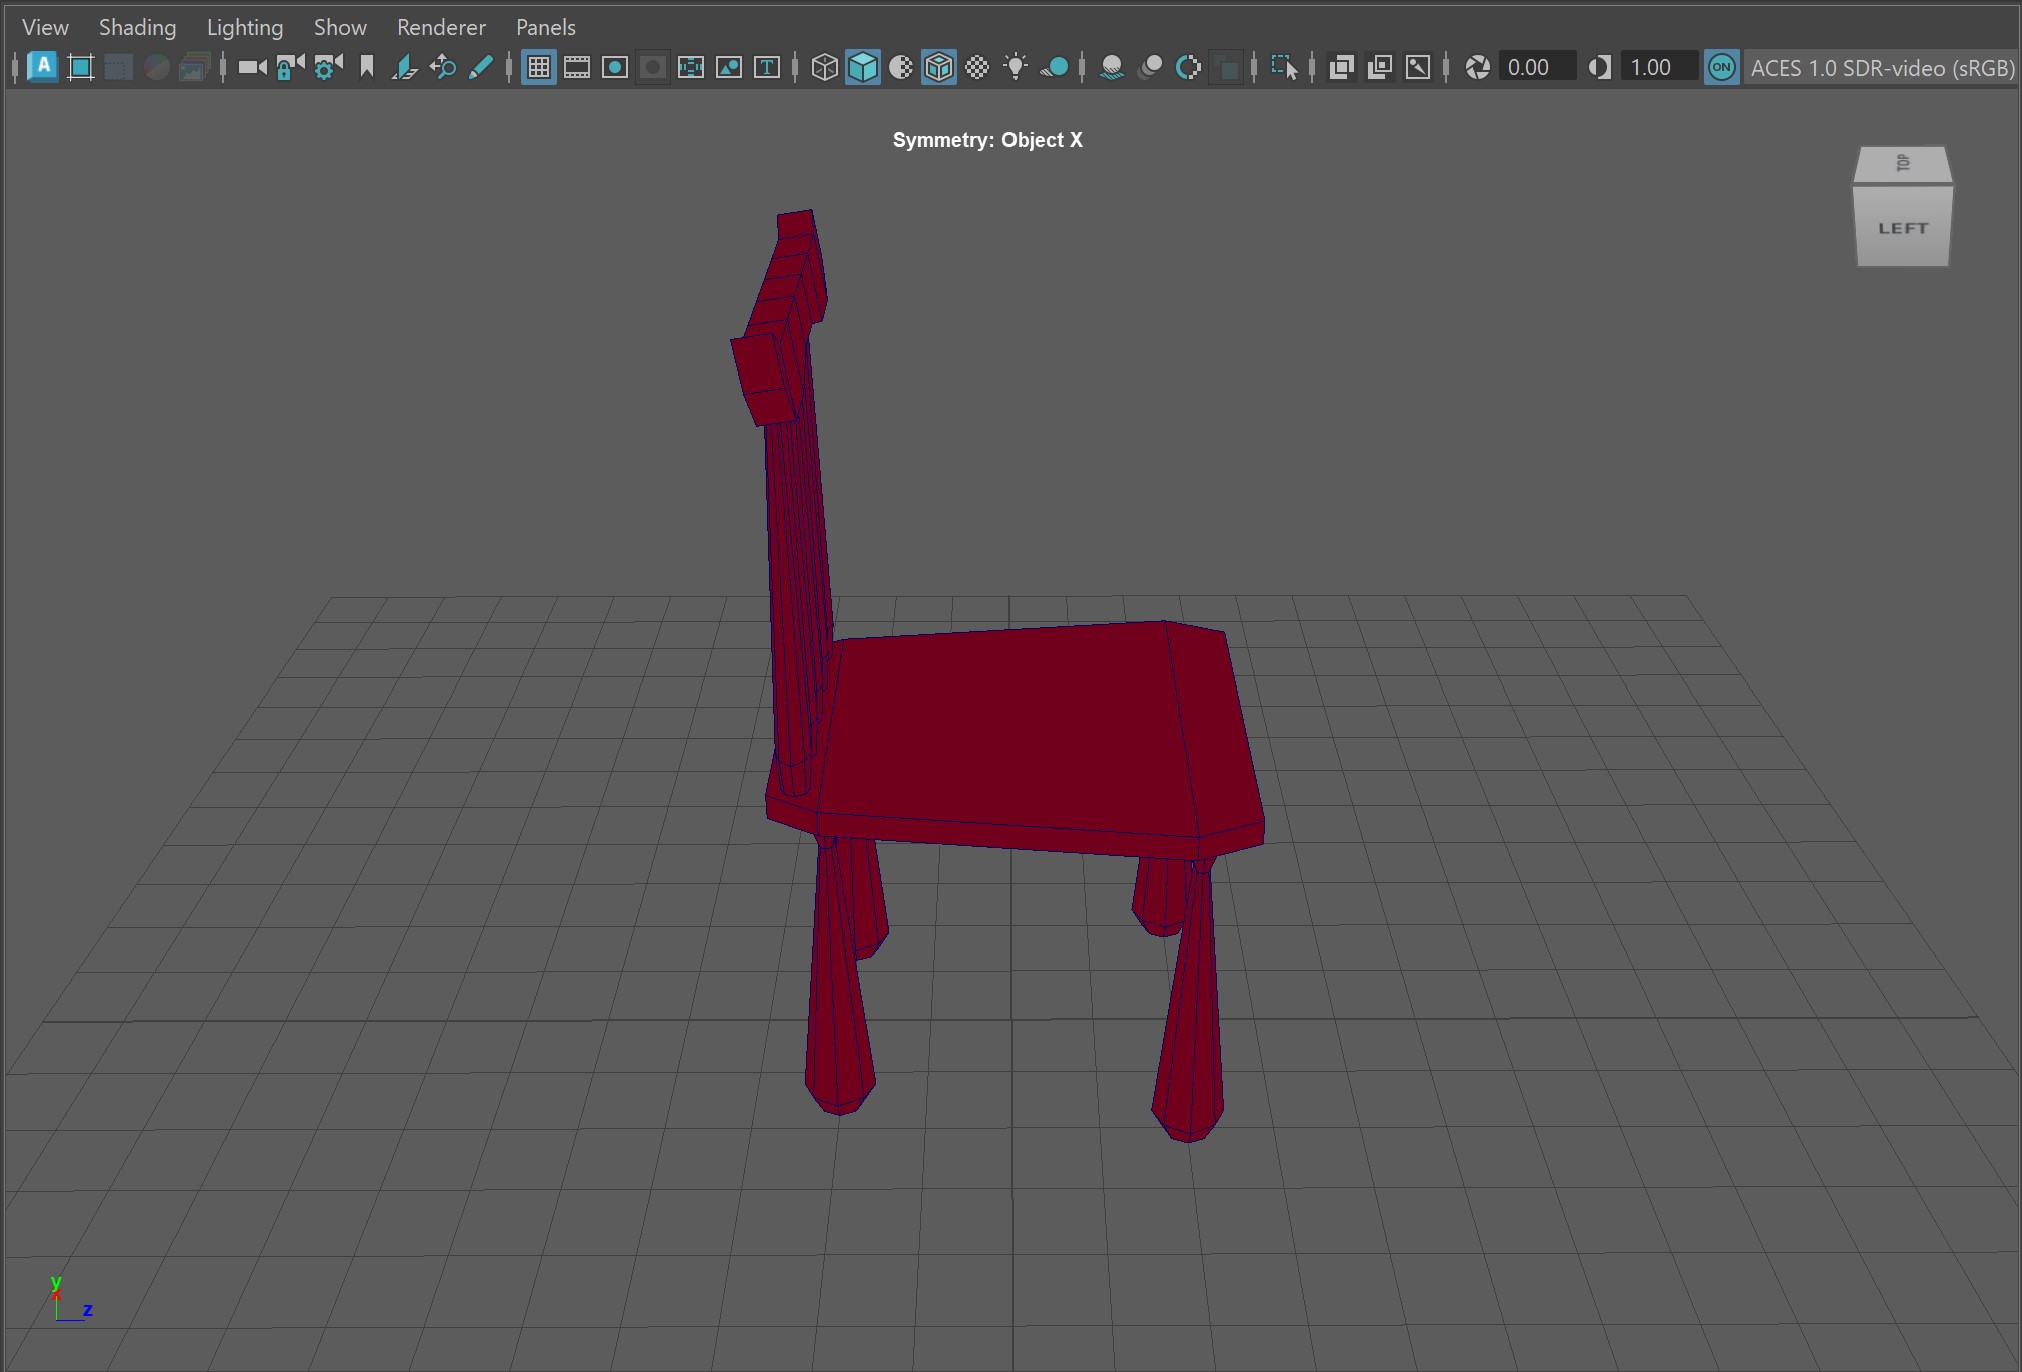 View Shading Lighting Show Renderer Panels
A T 0.00 1.00 ON ACES 1.0 SDR-video (sRGB)
Symmetry: Object X
TOP
LEFT
y
x
z